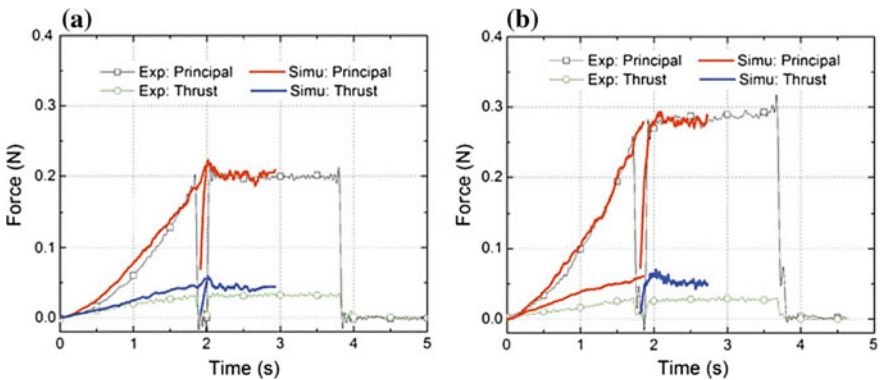 (a)
0.4
0.3
0.2
0.1
0.0
Force (N)
Exp: Principal
Simu: Principal
Exp: Thrust
Simu: Thrust
0 1 2 3 4 5
Time (s)
(b)
0.4
0.3
0.2
0.1
0.0
Force (N)
Exp: Principal
Simu: Principal
Exp: Thrust
Simu: Thrust
0 1 2 3 4 5
Time (s)